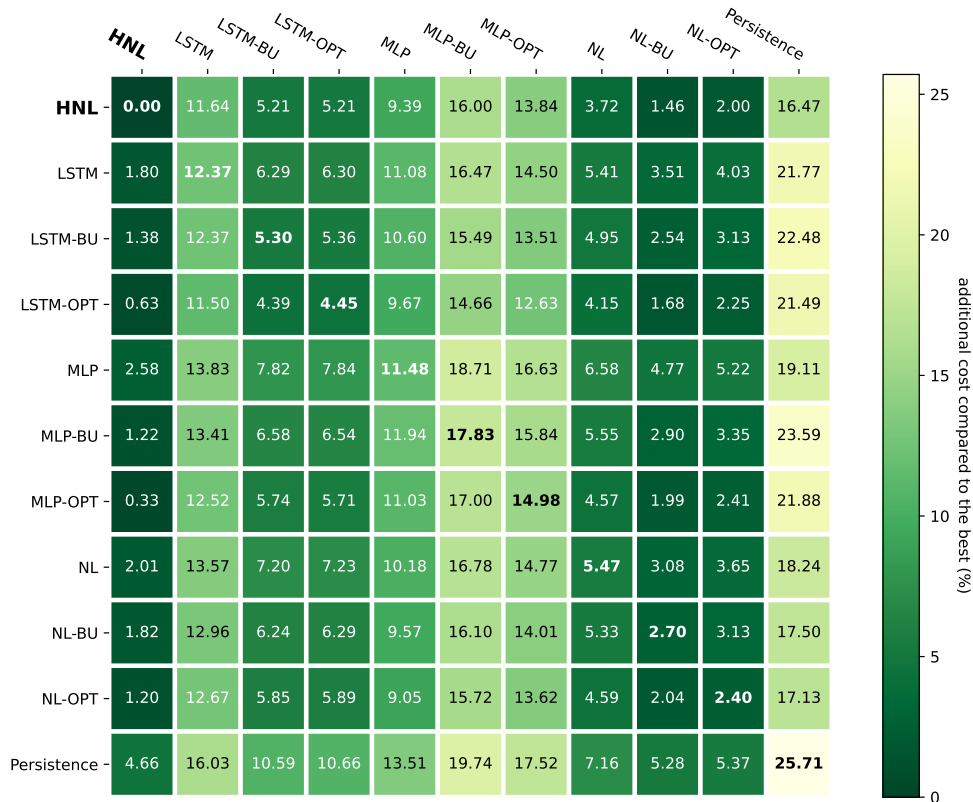 HNL LSTM LSTM-BU LSTM-OPT MLP MLP-BU MLP-OPT NL NL-BU NL-OPT Persistence
HNL 0.00 11.64 5.21 5.21 9.39 16.00 13.84 3.72 1.46 2.00 16.47
LSTM 1.80 12.37 6.29 6.30 11.08 16.47 14.50 5.41 3.51 4.03 21.77
LSTM-BU 1.38 12.37 5.30 5.36 10.60 15.49 13.51 4.95 2.54 3.13 22.48
LSTM-OPT 0.63 11.50 4.39 4.45 9.67 14.66 12.63 4.15 1.68 2.25 21.49
MLP 2.58 13.83 7.82 7.84 11.48 18.71 16.63 6.58 4.77 5.22 19.11
MLP-BU 1.22 13.41 6.58 6.54 11.94 17.83 15.84 5.55 2.90 3.35 23.59
MLP-OPT 0.33 12.52 5.74 5.71 11.03 17.00 14.98 4.57 1.99 2.41 21.88
NL 2.01 13.57 7.20 7.23 10.18 16.78 14.77 5.47 3.08 3.65 18.24
NL-BU 1.82 12.96 6.24 6.29 9.57 16.10 14.01 5.33 2.70 3.13 17.50
NL-OPT 1.20 12.67 5.85 5.89 9.05 15.72 13.62 4.59 2.04 2.40 17.13
Persistence 4.66 16.03 10.59 10.66 13.51 19.74 17.52 7.16 5.28 5.37 25.71
25
20
15
10
5
0
additional cost compared to the best (%)